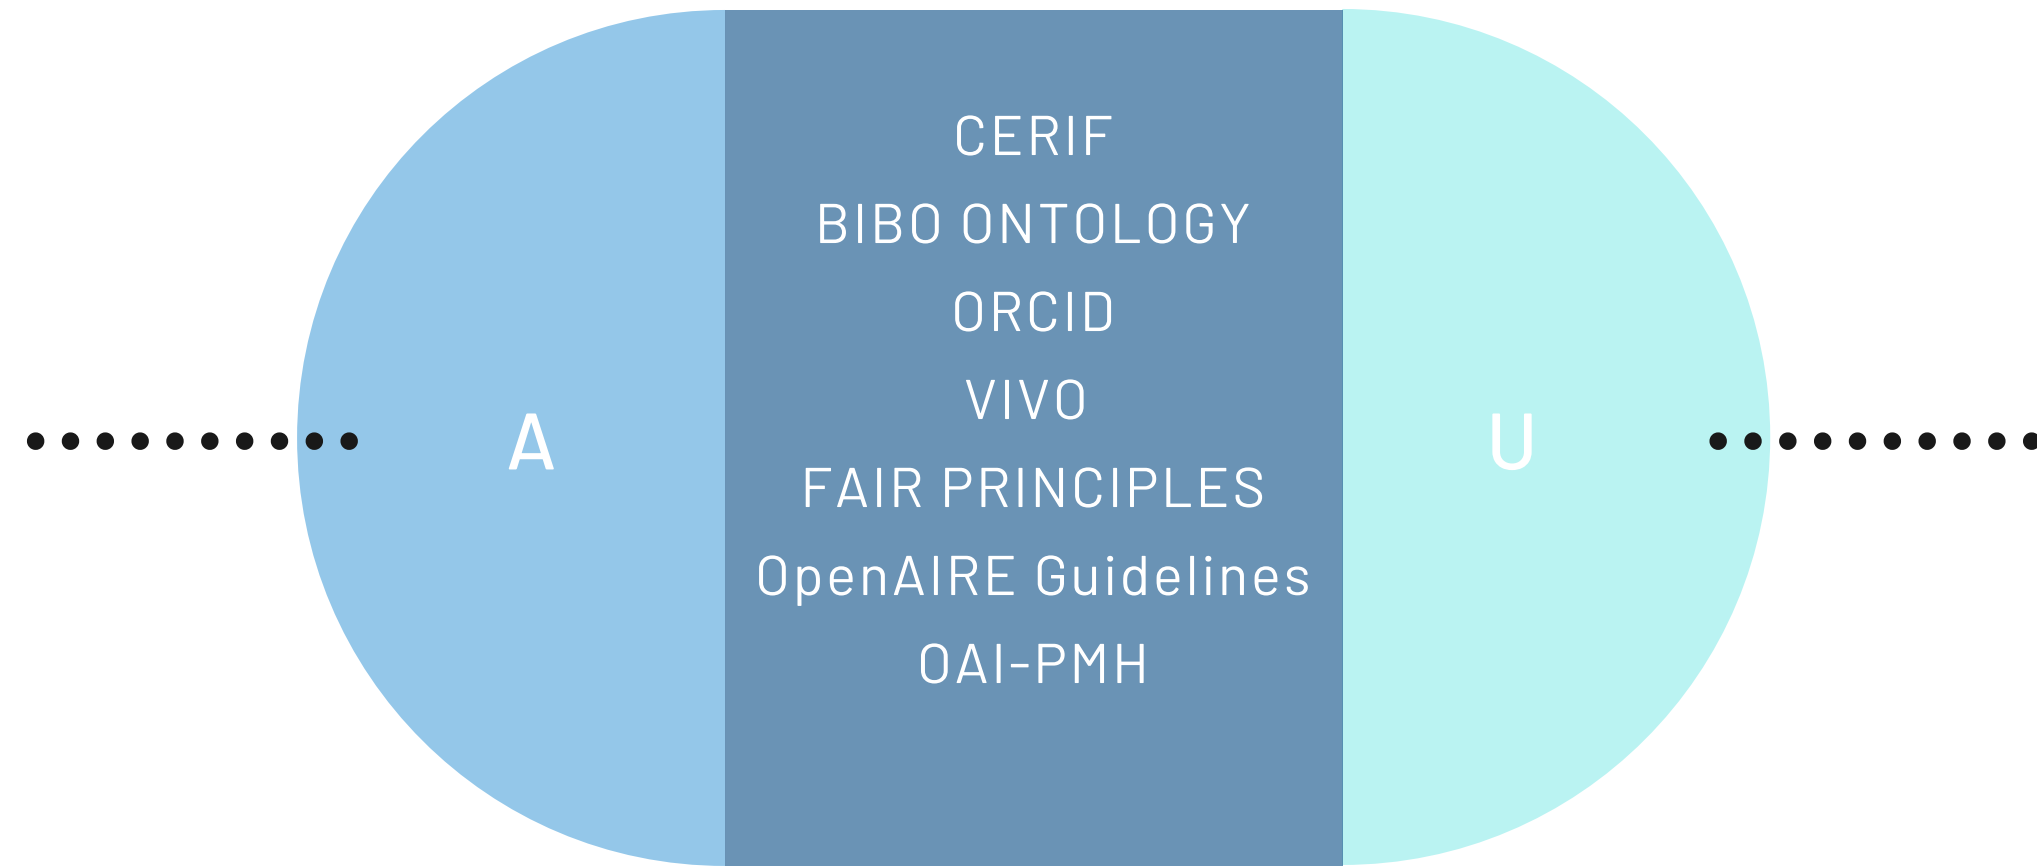 CERIF
BIBO ONTOLOGY
ORCID
VIVO
A
U
FAIR PRINCIPLES
OpenAIRE Guidelines
OAI-PMH